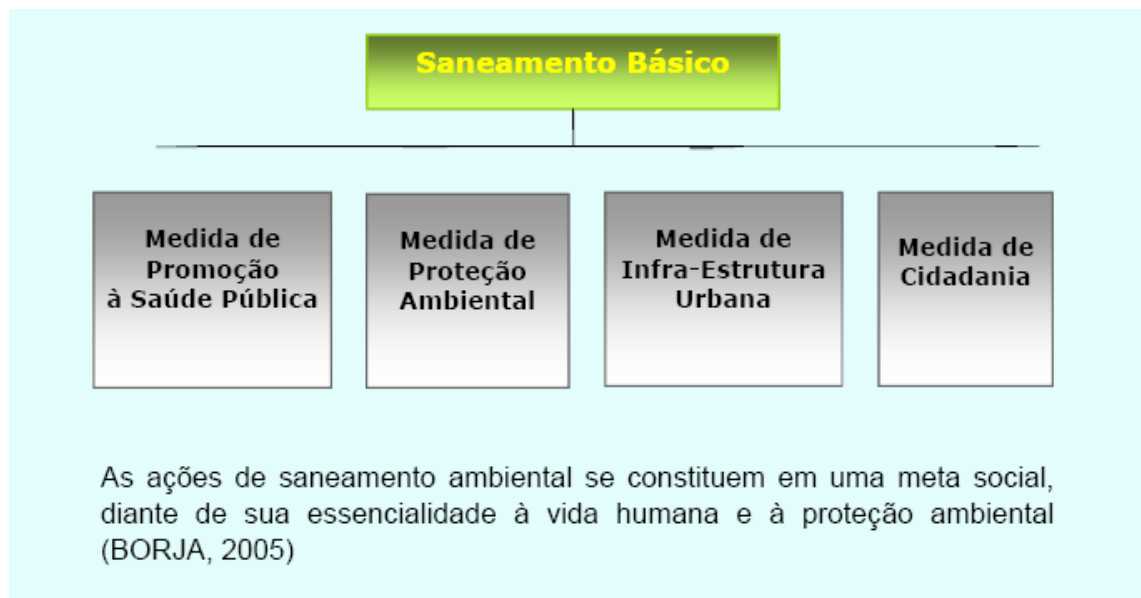 Saneamento Básico
Medida de
Promoção
à Saúde Pública
Medida de
Proteção
Ambiental
Medida de
Infra-Estrutura
Urbana
Medida de
Cidadania
As ações de saneamento ambiental se constituem em uma meta social,
diante de sua essencialidade à vida humana e à proteção ambiental
(BORJA, 2005)